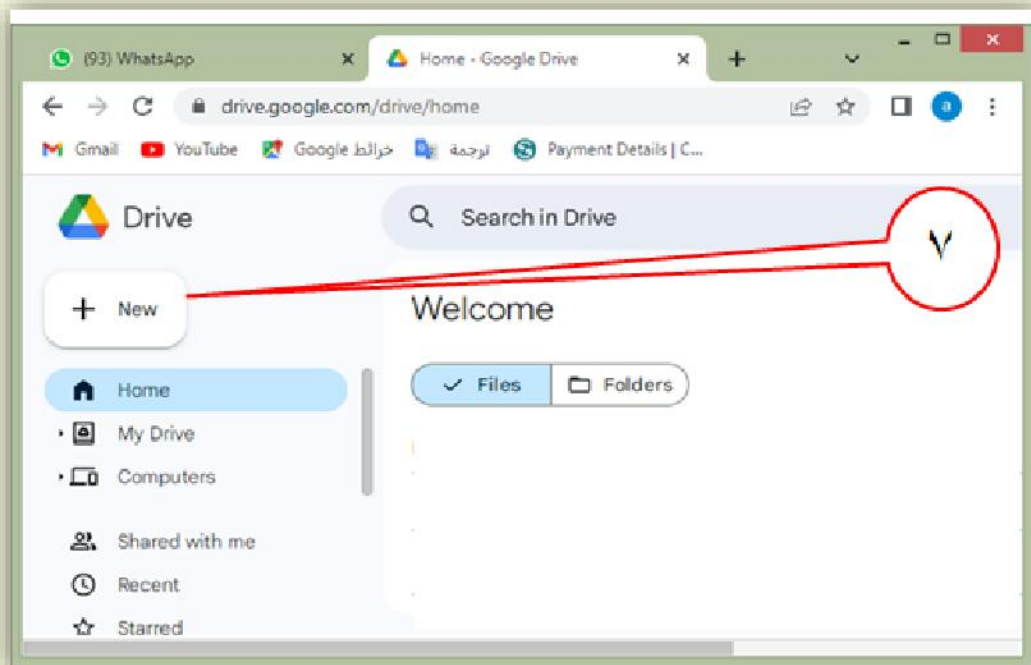 (93) WhatsApp
Home - Google Drive
drive.google.com/drive/home
a
Gmail YouTube خرائط Google ترجمة Payment Details | C...
Drive
Search in Drive
٧
New
Welcome
Files
Folders
Home
My Drive
Computers
Shared with me
Recent
Starred